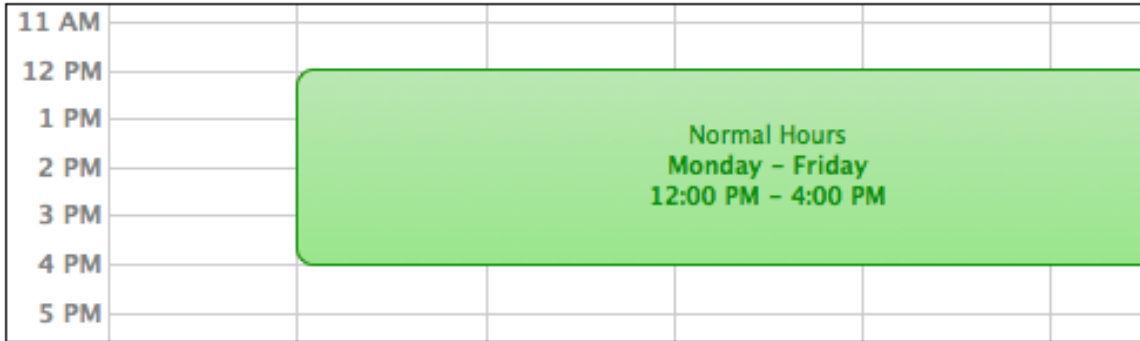 11 AM
12 PM
1 PM
2 PM
3 PM
4 PM
5 PM
Normal Hours
Monday – Friday
12:00 PM – 4:00 PM